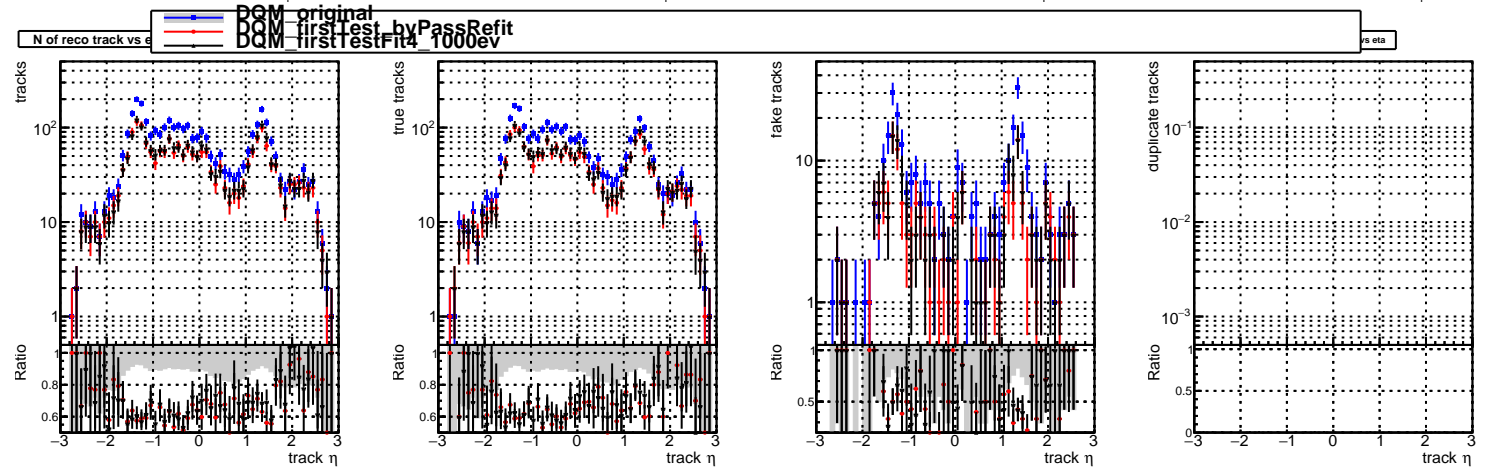 DQM_original
DQM_firstTest_byPassRefit
DQM_firstTestFit4_1000ev
N of reco track vs e
vs eta
tracks
10²
10
1
Ratio
1
0.8
0.6
−3 −2 −1 0 1 2 3
track η
true tracks
10²
10
1
Ratio
1
0.8
0.6
−3 −2 −1 0 1 2 3
track η
fake tracks
10
1
Ratio
1
0.5
−3 −2 −1 0 1 2 3
track η
duplicate tracks
10⁻¹
10⁻²
10⁻³
Ratio
1
0.5
0
−3 −2 −1 0 1 2 3
track η